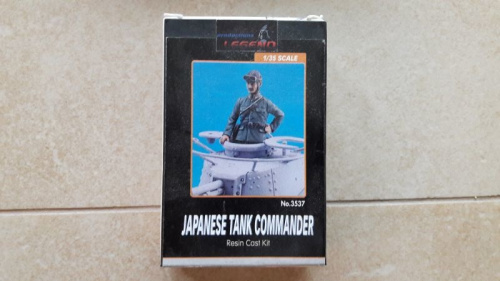 LEGEND
1/35 SCALE
No.3537
JAPANESE TANK COMMANDER
Resin Cast Kit